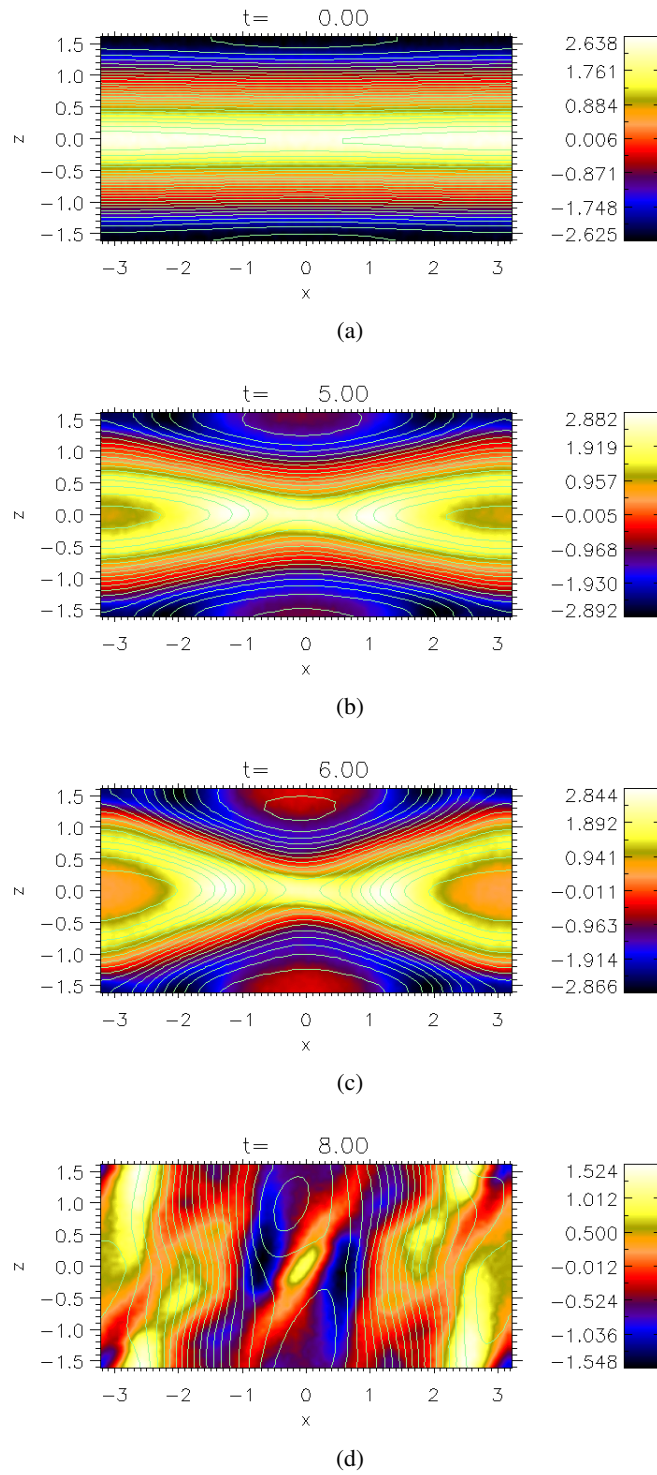 t= 0.00
1.5
1.0
0.5
0.0
−0.5
−1.0
−1.5
z
−3 −2 −1 0 1 2 3
x
2.638
1.761
0.884
0.006
−0.871
−1.748
−2.625
(a)
t= 5.00
1.5
1.0
0.5
0.0
−0.5
−1.0
−1.5
z
−3 −2 −1 0 1 2 3
x
2.882
1.919
0.957
−0.005
−0.968
−1.930
−2.892
(b)
t= 6.00
1.5
1.0
0.5
0.0
−0.5
−1.0
−1.5
z
−3 −2 −1 0 1 2 3
x
2.844
1.892
0.941
−0.011
−0.963
−1.914
−2.866
(c)
t= 8.00
1.5
1.0
0.5
0.0
−0.5
−1.0
−1.5
z
−3 −2 −1 0 1 2 3
x
1.524
1.012
0.500
−0.012
−0.524
−1.036
−1.548
(d)